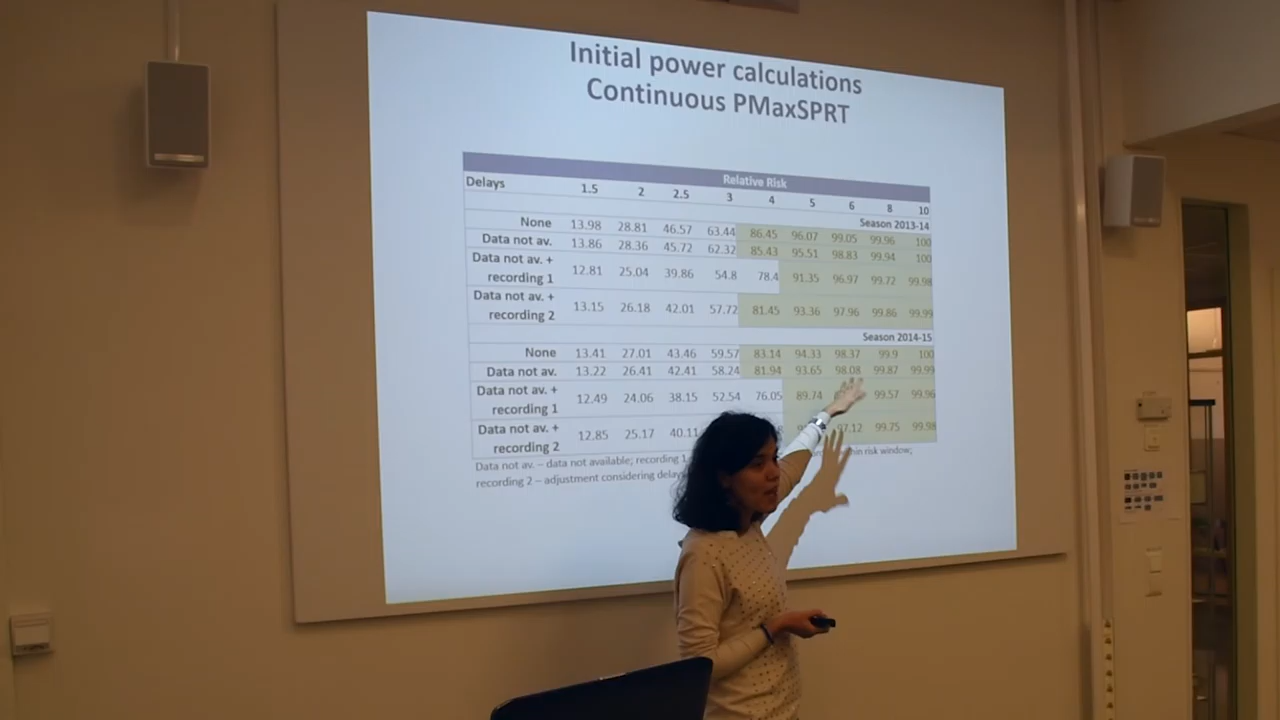 Initial power calculations
Continuous PMaxSPRT
Relative Risk
Delays 1.5 2 2.5 3 4 5 6 8 10
Season 2013-14
None 13.98 28.81 46.57 63.44 86.45 96.07 99.05 99.96 100
Data not av. 13.86 28.36 45.72 62.32 85.43 95.51 98.83 99.94 100
Data not av. +
recording 1 12.81 25.04 39.86 54.8 78.4 91.35 96.97 99.72 99.98
Data not av. +
recording 2 13.15 26.18 42.01 57.72 81.45 93.36 97.96 99.86 99.99
Season 2014-15
None 13.41 27.01 43.46 59.57 83.14 94.33 98.37 99.9 100
Data not av. 13.22 26.41 42.41 58.24 81.94 93.65 98.08 99.87 99.99
Data not av. +
recording 1 12.49 24.06 38.15 52.54 76.05 89.74 99.57 99.96
Data not av. +
recording 2 12.85 25.17 40.11 97.12 99.75 99.98
Data not av. – data not available; recording 1 risk window;
recording 2 – adjustment considering